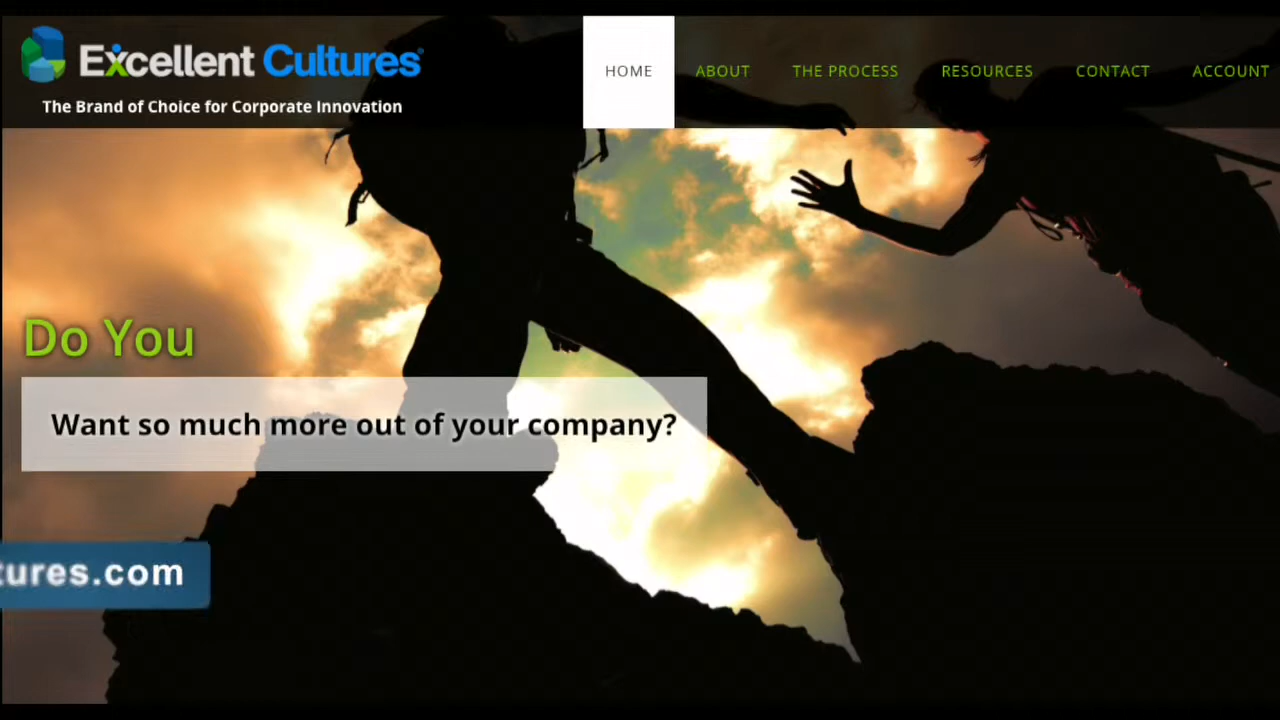 Excellent Cultures®
The Brand of Choice for Corporate Innovation
HOME ABOUT THE PROCESS RESOURCES CONTACT ACCOUNT
Do You
Want so much more out of your company?
tures.com